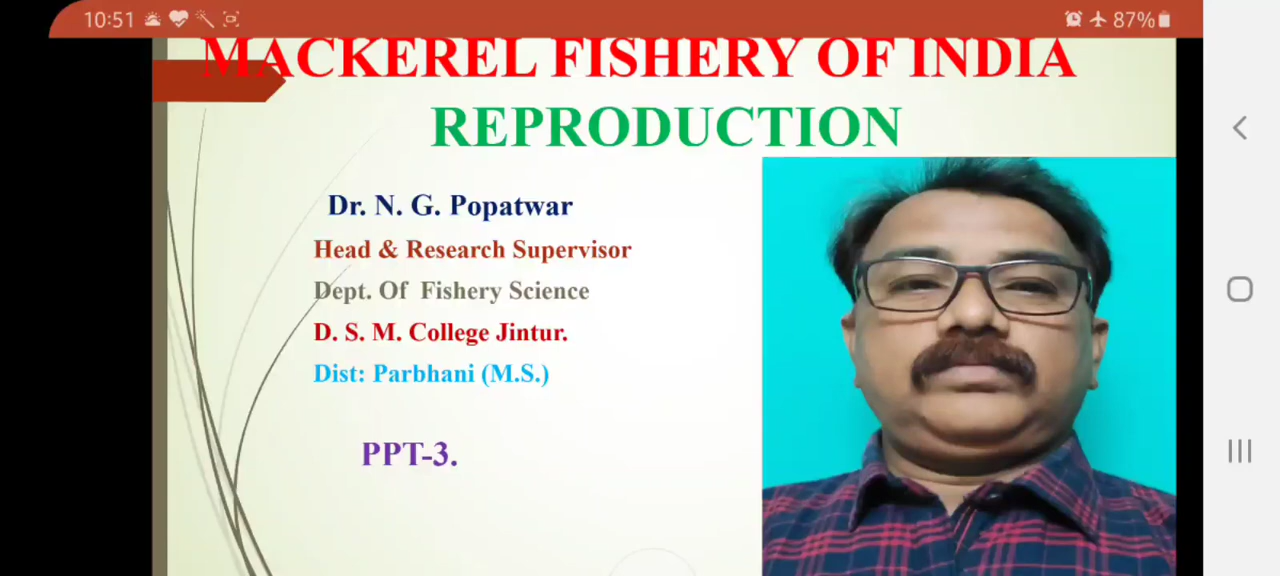 10:51
87%
MACKEREL FISHERY OF INDIA
REPRODUCTION
Dr. N. G. Popatwar
Head & Research Supervisor
Dept. Of Fishery Science
D. S. M. College Jintur.
Dist: Parbhani (M.S.)
PPT-3.